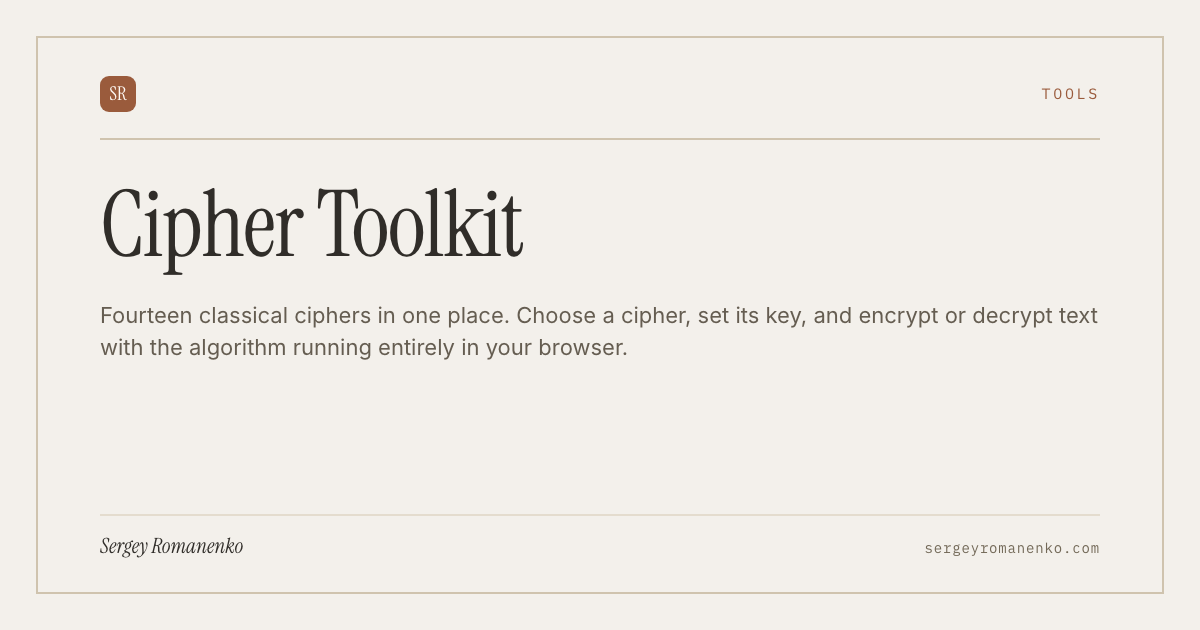 SR
TOOLS
Cipher Toolkit
Fourteen classical ciphers in one place. Choose a cipher, set its key, and encrypt or decrypt text
with the algorithm running entirely in your browser.
Sergey Romanenko
sergeyromanenko.com